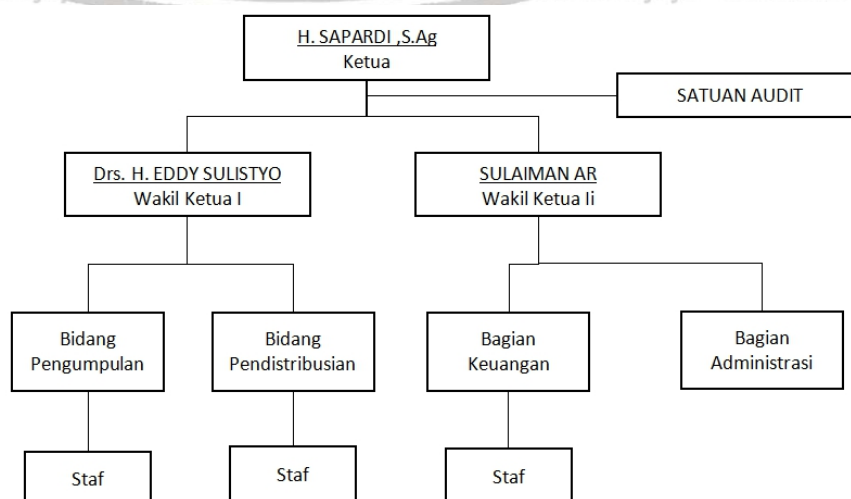 H. SAPARDI ,S.Ag
Ketua
SATUAN AUDIT
Drs. H. EDDY SULISTYO
Wakil Ketua I
SULAIMAN AR
Wakil Ketua Ii
Bidang
Pengumpulan
Bidang
Pendistribusian
Bagian
Keuangan
Bagian
Administrasi
Staf
Staf
Staf